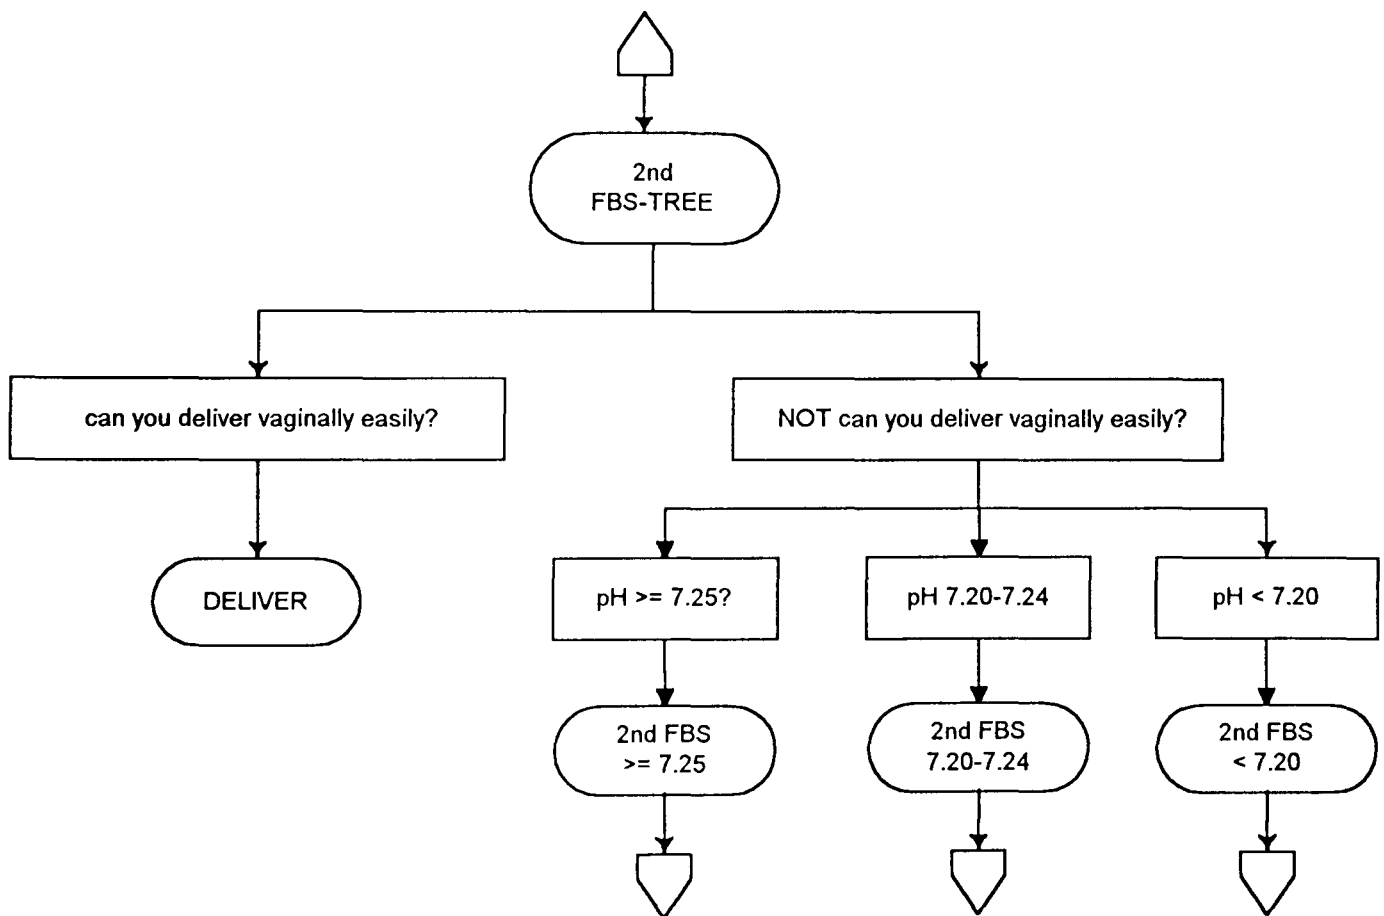 2nd
FBS-TREE
can you deliver vaginally easily?
NOT can you deliver vaginally easily?
DELIVER
pH >= 7.25?
pH 7.20-7.24
pH < 7.20
2nd FBS
>= 7.25
2nd FBS
7.20-7.24
2nd FBS
< 7.20